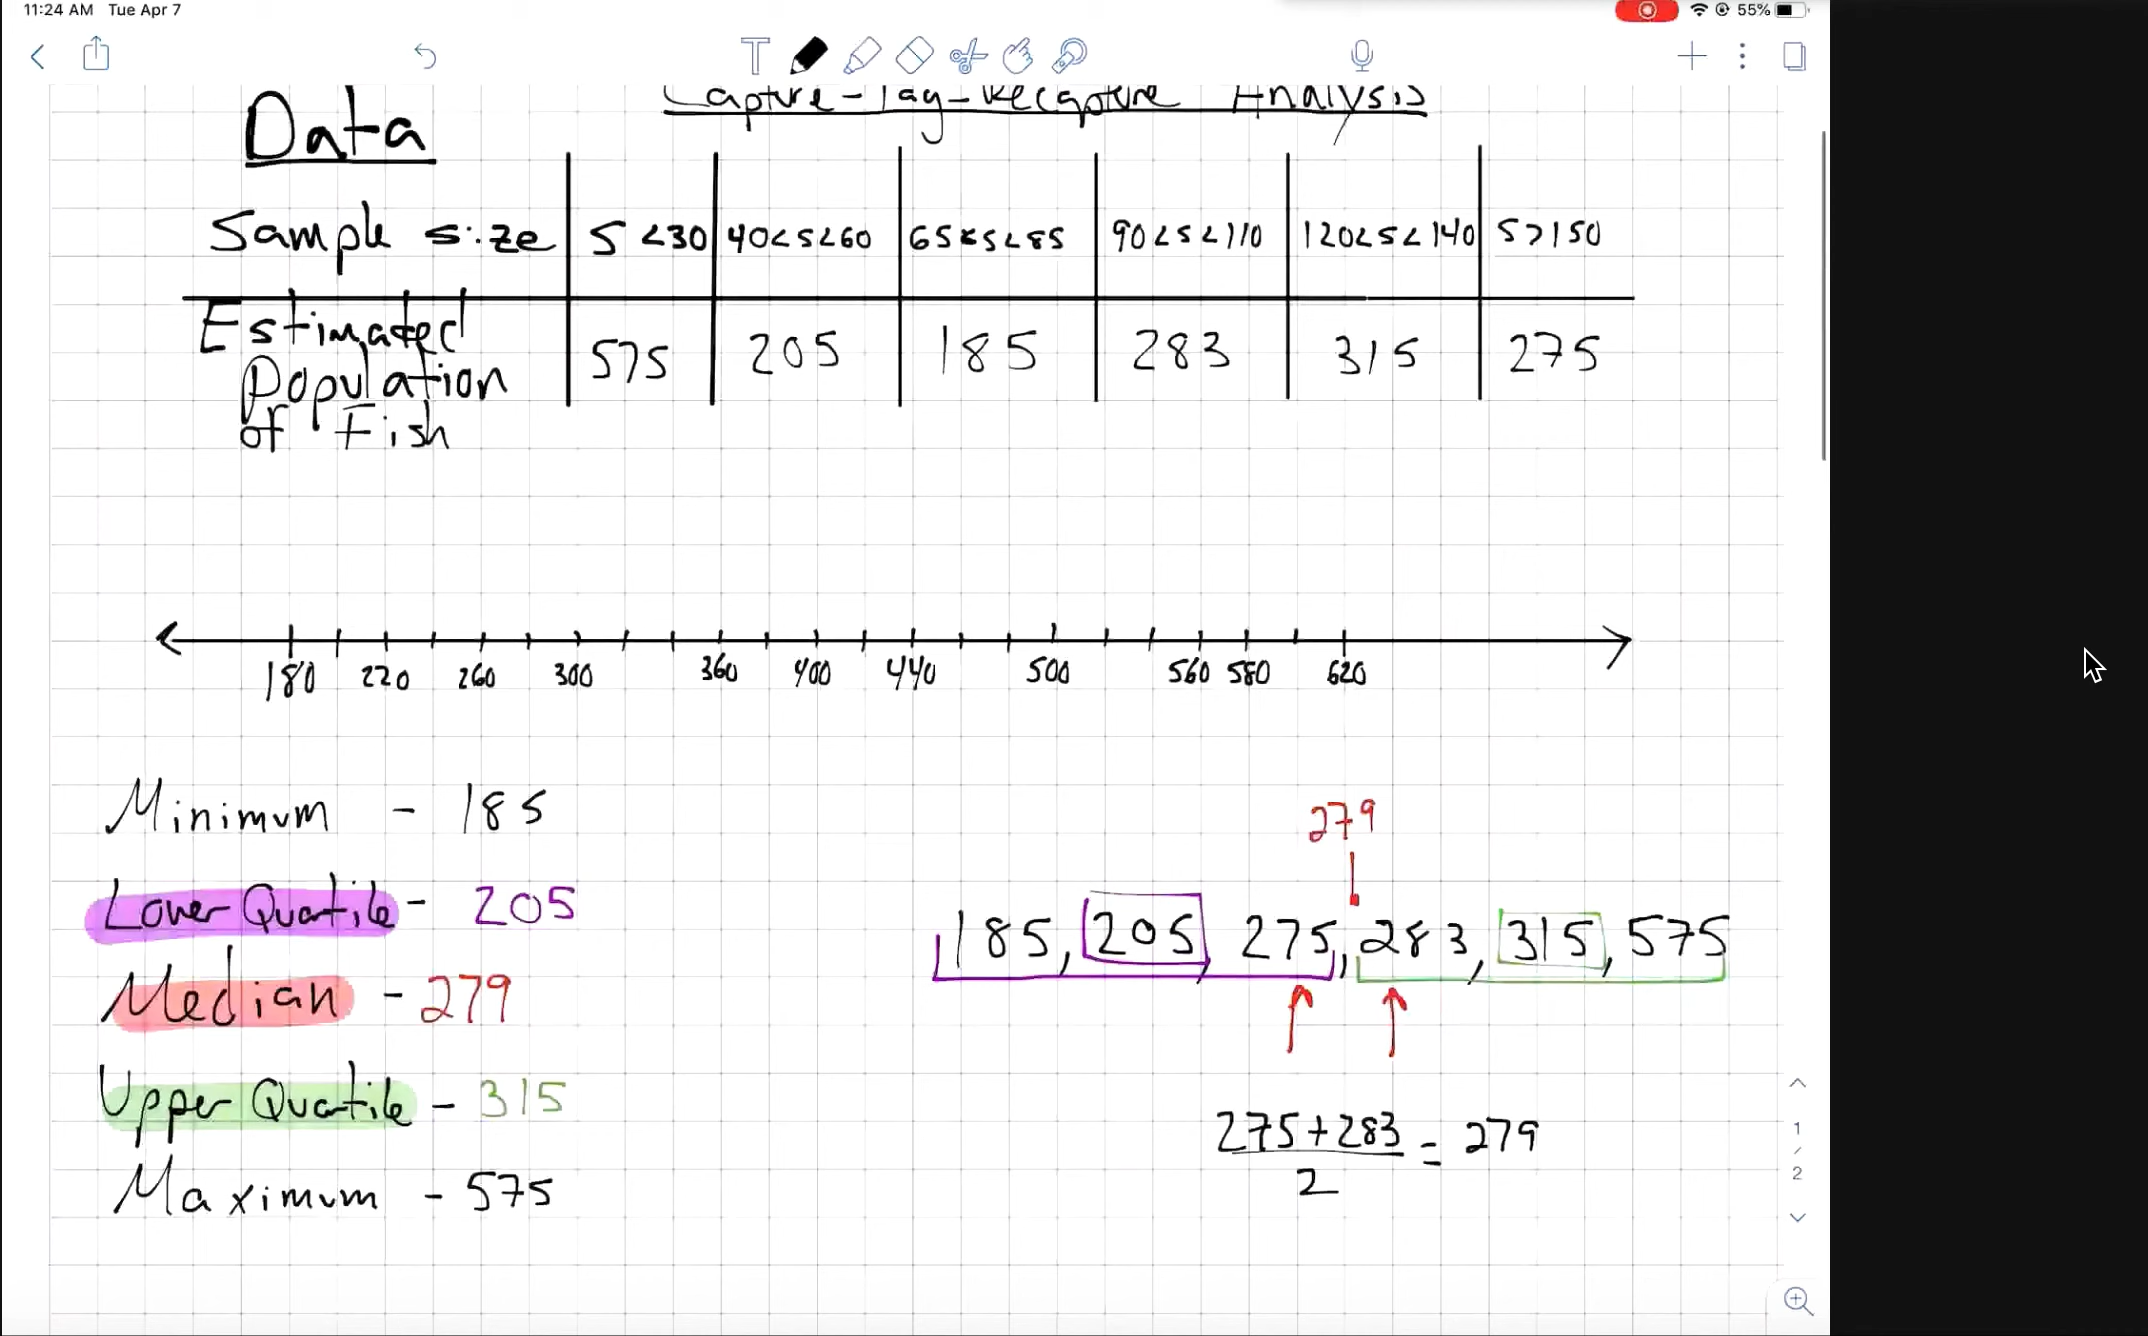 11:24 AM Tue Apr 7
55%
T
Data
Capture-Tag-Recapture Analysis
Sample size S<30 40<S<60 65<S<85 90<S<110 120<S<140 S>150
Estimated Population of Fish 575 205 185 283 315 275
180 220 260 300 360 400 440 500 560 580 620
Minimum - 185
279
Lower Quartile - 205
185, 205, 275, 283, 315, 575
Median - 279
Upper Quartile - 315
275+283 / 2 = 279
Maximum - 575
1 / 2